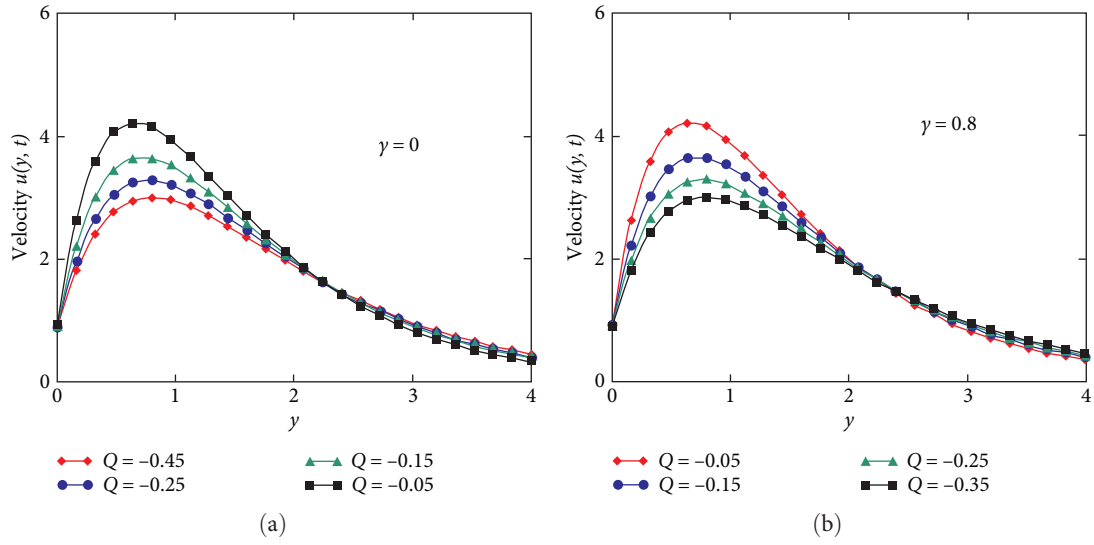 6
4
2
0
Velocity u(y, t)
γ = 0
0
1
2
3
4
y
Q = –0.45
Q = –0.25
Q = –0.15
Q = –0.05
(a)
6
4
2
0
Velocity u(y, t)
γ = 0.8
0
1
2
3
4
y
Q = –0.05
Q = –0.15
Q = –0.25
Q = –0.35
(b)